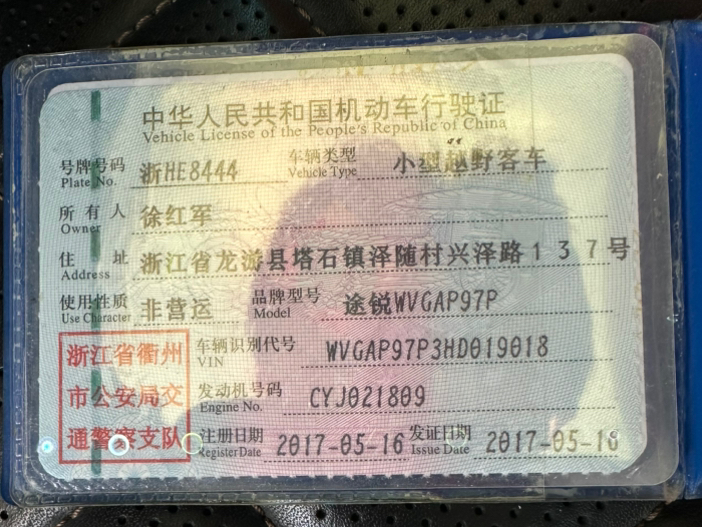 中华人民共和国机动车行驶证
Vehicle License of the People's Republic of China
号牌号码 浙HE8444 车辆类型 小型越野客车
Plate No. Vehicle Type
所有人 徐红军
Owner
住址 浙江省龙游县塔石镇泽随村兴泽路137号
Address
使用性质 非营运 品牌型号 途锐WVGAP97P
Use Character Model
浙江省衢州
市公安局交
通警察支队
车辆识别代号 WVGAP97P3HD019018
VIN
发动机号码 CYJ021809
Engine No.
注册日期 2017-05-16 发证日期 2017-05-16
Register Date Issue Date